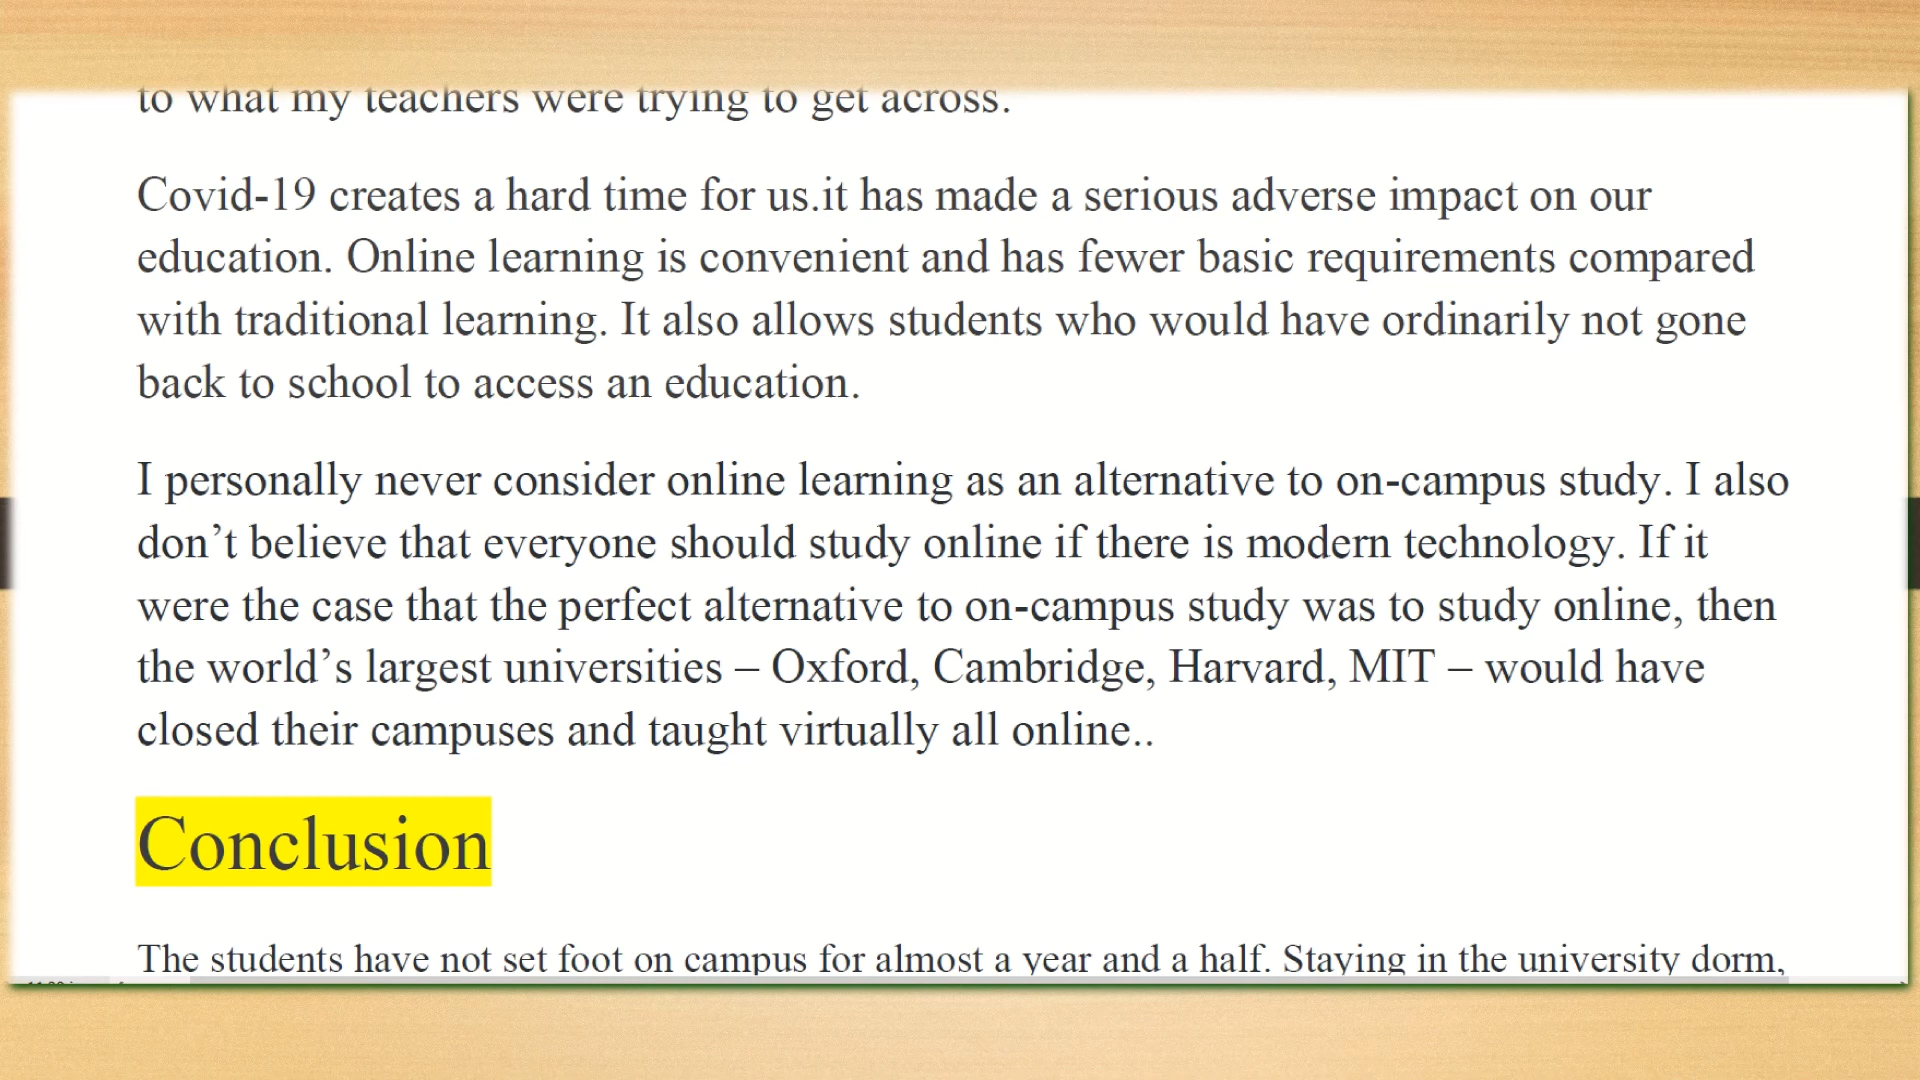 to what my teachers were trying to get across.
Covid-19 creates a hard time for us.it has made a serious adverse impact on our
education. Online learning is convenient and has fewer basic requirements compared
with traditional learning. It also allows students who would have ordinarily not gone
back to school to access an education.
I personally never consider online learning as an alternative to on-campus study. I also
don’t believe that everyone should study online if there is modern technology. If it
were the case that the perfect alternative to on-campus study was to study online, then
the world’s largest universities – Oxford, Cambridge, Harvard, MIT – would have
closed their campuses and taught virtually all online..
Conclusion
The students have not set foot on campus for almost a year and a half. Staying in the university dorm,